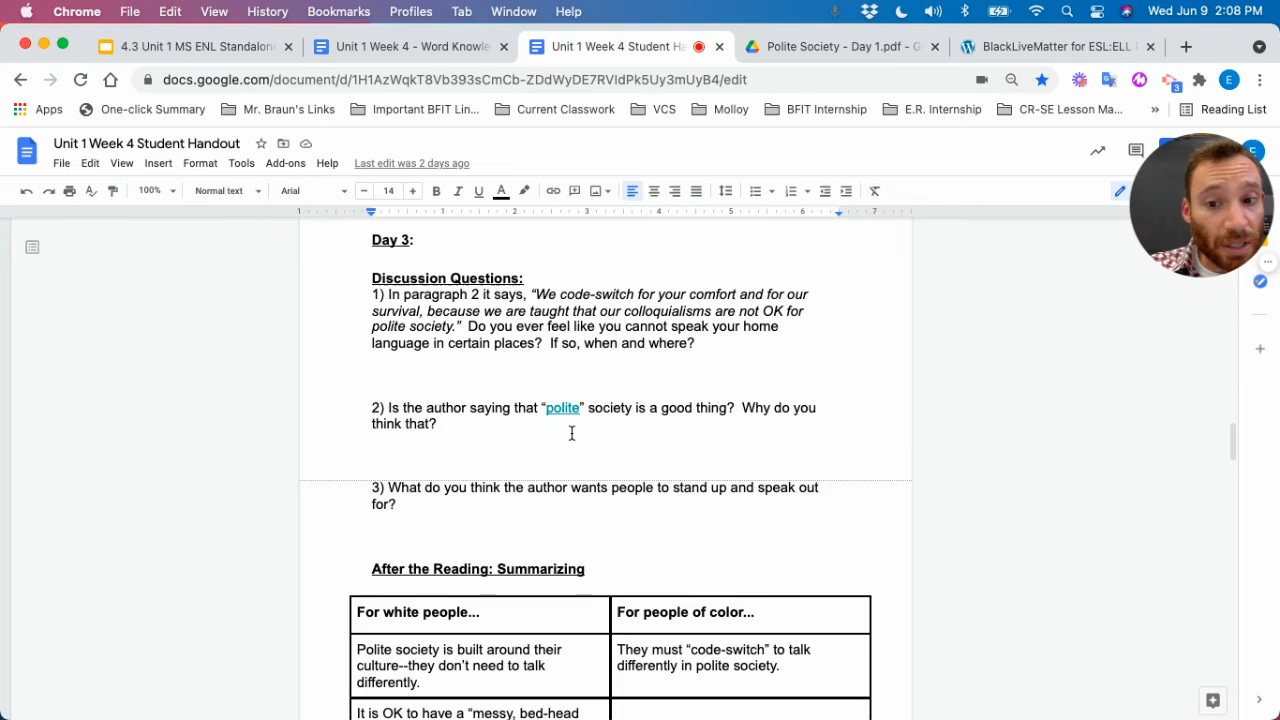 Chrome File Edit View History Bookmarks Profiles Tab Window Help Wed Jun 9 2:08 PM
4.3 Unit 1 MS ENL Standalon Unit 1 Week 4 - Word Knowle Unit 1 Week 4 Student Ha Polite Society - Day 1.pdf - G BlackLiveMatter for ESL:ELL
docs.google.com/document/d/1H1AzWqkT8Vb393sCmCb-ZDdWyDE7RVIdPk5Uy3mUyB4/edit 3 E
Apps One-click Summary Mr. Braun's Links Important BFIT Lin... Current Classwork VCS Molloy BFIT Internship E.R. Internship CR-SE Lesson Ma... » Reading List
Unit 1 Week 4 Student Handout
File Edit View Insert Format Tools Add-ons Help Last edit was 2 days ago
100% Normal text Arial 14 B I U A
1 1 2 3 4 5 6 7
Day 3:
Discussion Questions:
1) In paragraph 2 it says, “We code-switch for your comfort and for our
survival, because we are taught that our colloquialisms are not OK for
polite society.” Do you ever feel like you cannot speak your home
language in certain places? If so, when and where?
2) Is the author saying that “polite” society is a good thing? Why do you
think that?
3) What do you think the author wants people to stand up and speak out
for?
After the Reading: Summarizing
For white people... For people of color...
Polite society is built around their
culture--they don’t need to talk
differently.
They must “code-switch” to talk
differently in polite society.
It is OK to have a “messy, bed-head